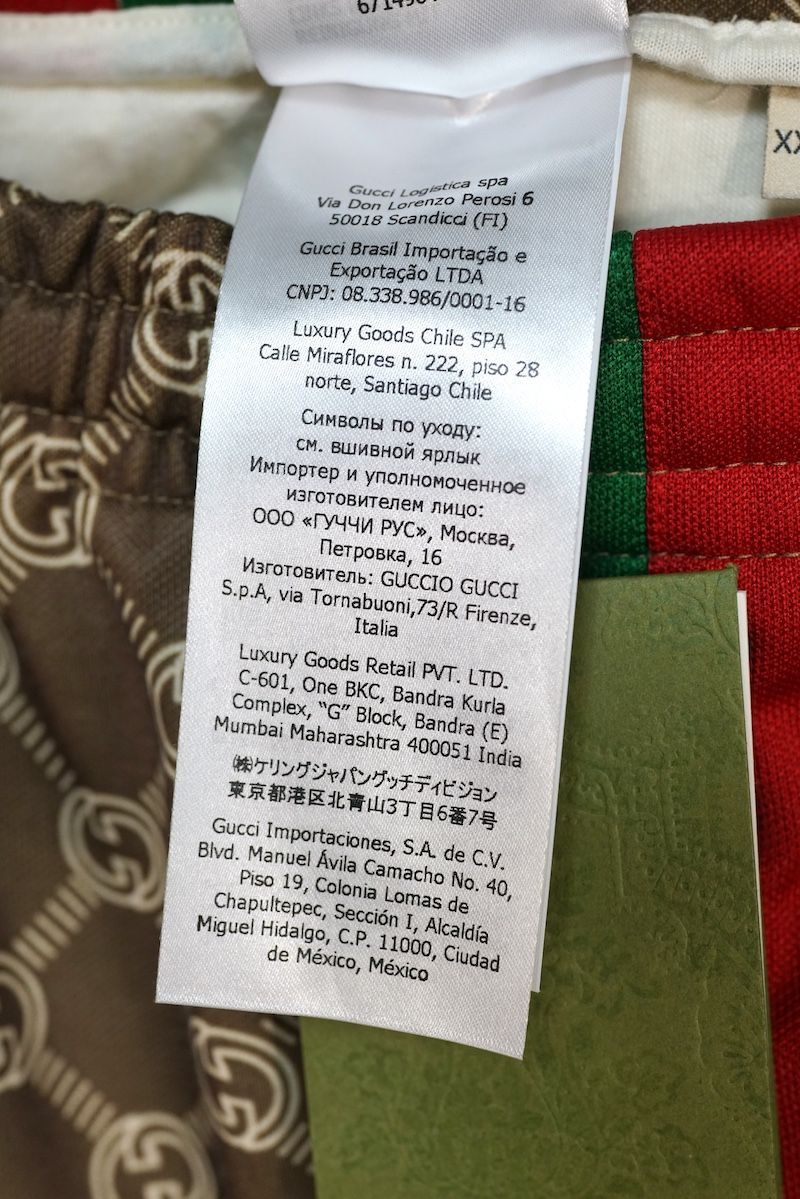 Gucci Logistica spa
Via Don Lorenzo Perosi 6
50018 Scandicci (FI)
Gucci Brasil Importação e
Exportação LTDA
CNPJ: 08.338.986/0001-16
Luxury Goods Chile SPA
Calle Miraflores n. 222, piso 28
norte, Santiago Chile
Символы по уходу:
см. вшивной ярлык
Импортер и уполномоченное
изготовителем лицо:
ООО «ГУЧЧИ РУС», Москва,
Петровка, 16
Изготовитель: GUCCIO GUCCI
S.p.A, via Tornabuoni,73/R Firenze,
Italia
Luxury Goods Retail PVT. LTD.
C-601, One BKC, Bandra Kurla
Complex, “G” Block, Bandra (E)
Mumbai Maharashtra 400051 India
㈱ケリングジャパングッチディビジョン
東京都港区北青山3丁目6番7号
Gucci Importaciones, S.A. de C.V.
Blvd. Manuel Ávila Camacho No. 40,
Piso 19, Colonia Lomas de
Chapultepec, Sección I, Alcaldía
Miguel Hidalgo, C.P. 11000, Ciudad
de México, México